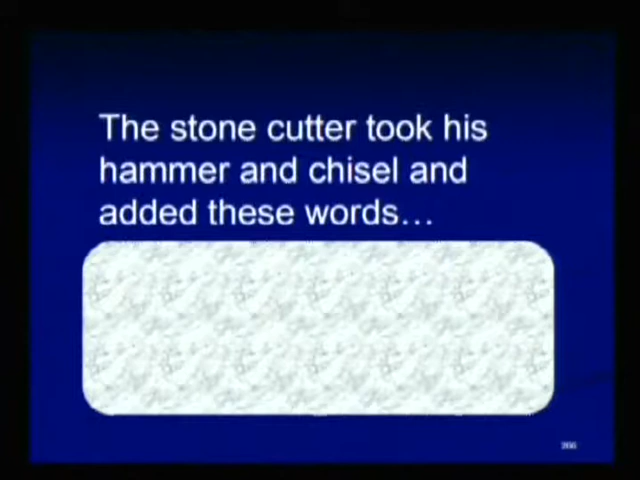 The stone cutter took his
hammer and chisel and
added these words…